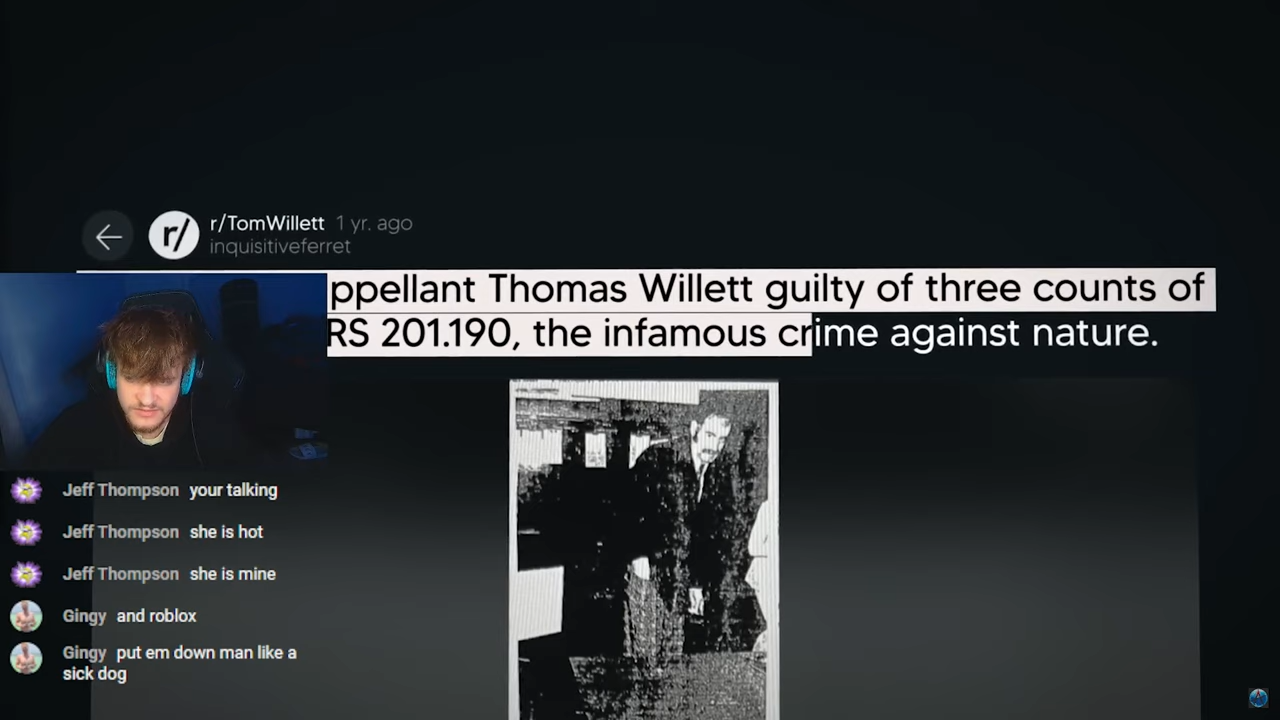 r/
r/TomWillett 1 yr. ago
inquisitiveferret
ppellant Thomas Willett guilty of three counts of
RS 201.190, the infamous crime against nature.
Jeff Thompson your talking
Jeff Thompson she is hot
Jeff Thompson she is mine
Gingy and roblox
Gingy put em down man like a
sick dog